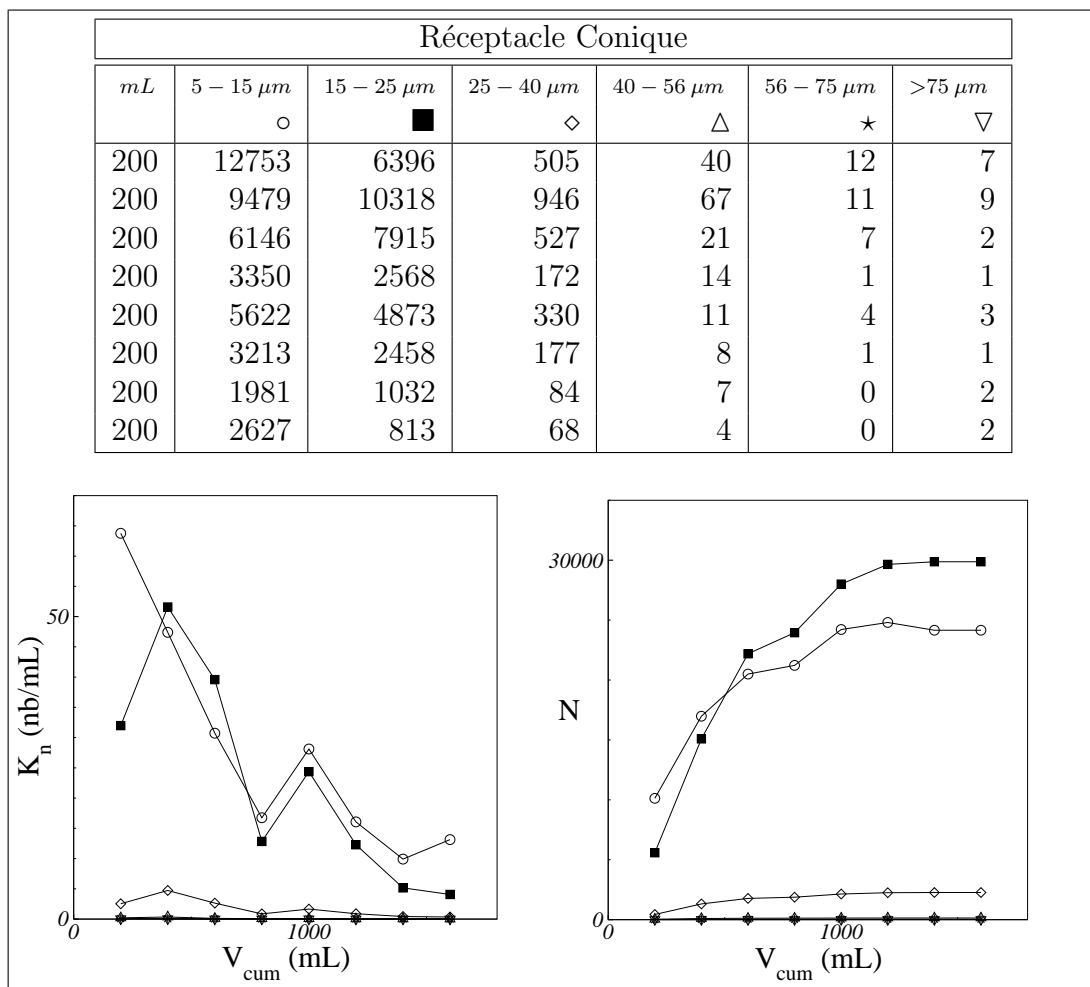 Réceptacle Conique
mL 5 – 15 μm 15 – 25 μm 25 – 40 μm 40 – 56 μm 56 – 75 μm >75 μm
○ ■ ◇ △ ⋆ ▽
200 12753 6396 505 40 12 7
200 9479 10318 946 67 11 9
200 6146 7915 527 21 7 2
200 3350 2568 172 14 1 1
200 5622 4873 330 11 4 3
200 3213 2458 177 8 1 1
200 1981 1032 84 7 0 2
200 2627 813 68 4 0 2
50
0
K_n (nb/mL)
0 1000
V_cum (mL)
30000
N
0
0 1000
V_cum (mL)